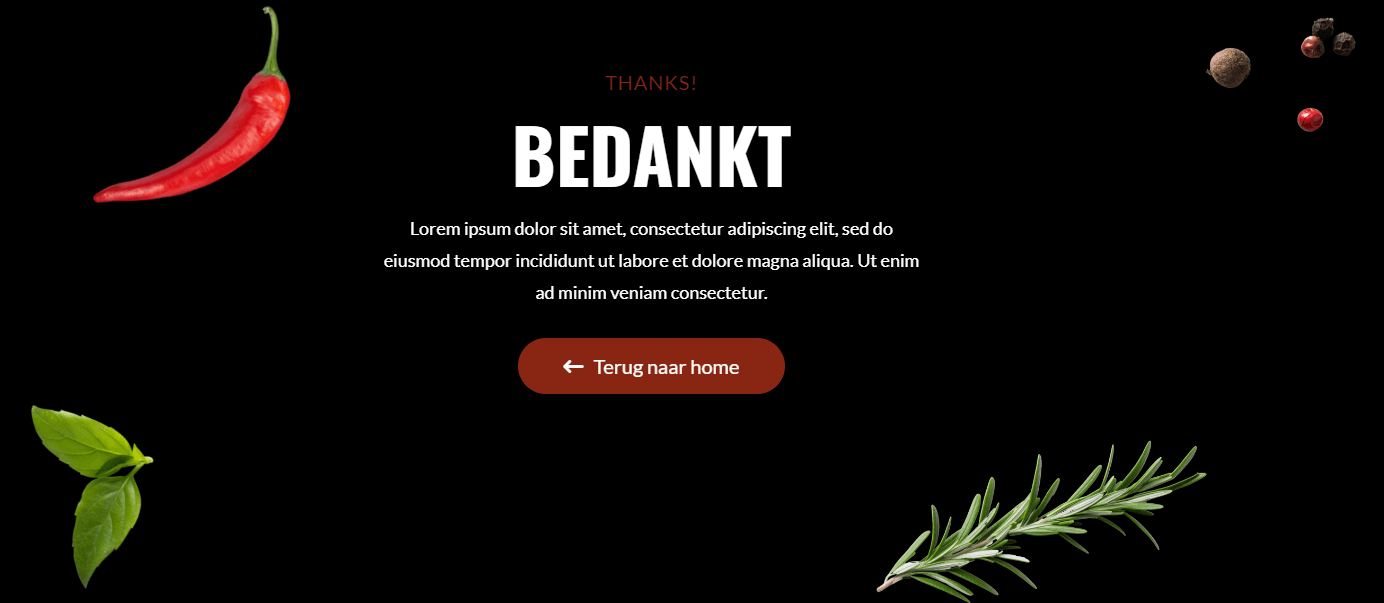 THANKS!
BEDANKT
Lorem ipsum dolor sit amet, consectetur adipiscing elit, sed do
eiusmod tempor incididunt ut labore et dolore magna aliqua. Ut enim
ad minim veniam consectetur.
Terug naar home